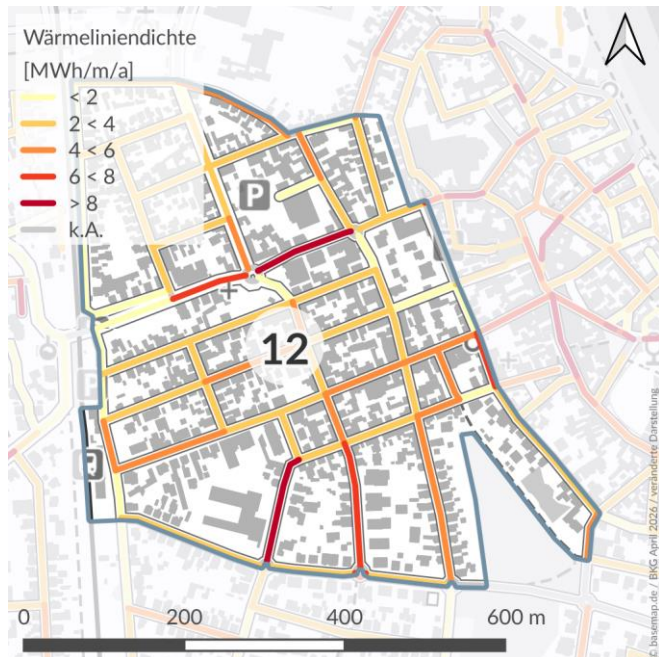 Wärmeliniendichte
[MWh/m/a]
< 2
2 < 4
4 < 6
6 < 8
> 8
k.A.
P
12
0 200 400 600 m
© basemap.de / BKG April 2026 / veränderte Darstellung